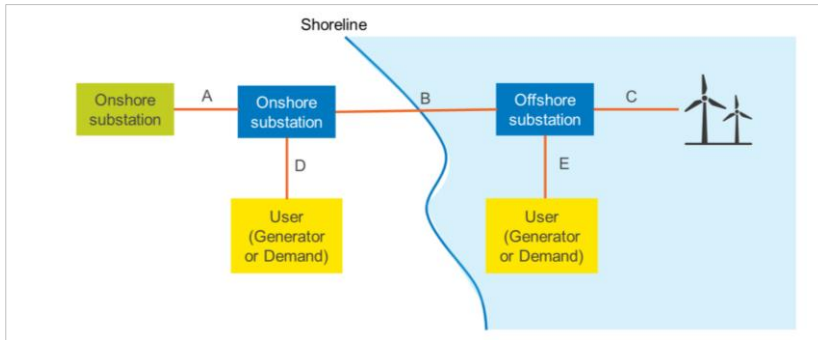 Shoreline
Onshore
substation
A
Onshore
substation
B
Offshore
substation
C
D
E
User
(Generator
or Demand)
User
(Generator
or Demand)